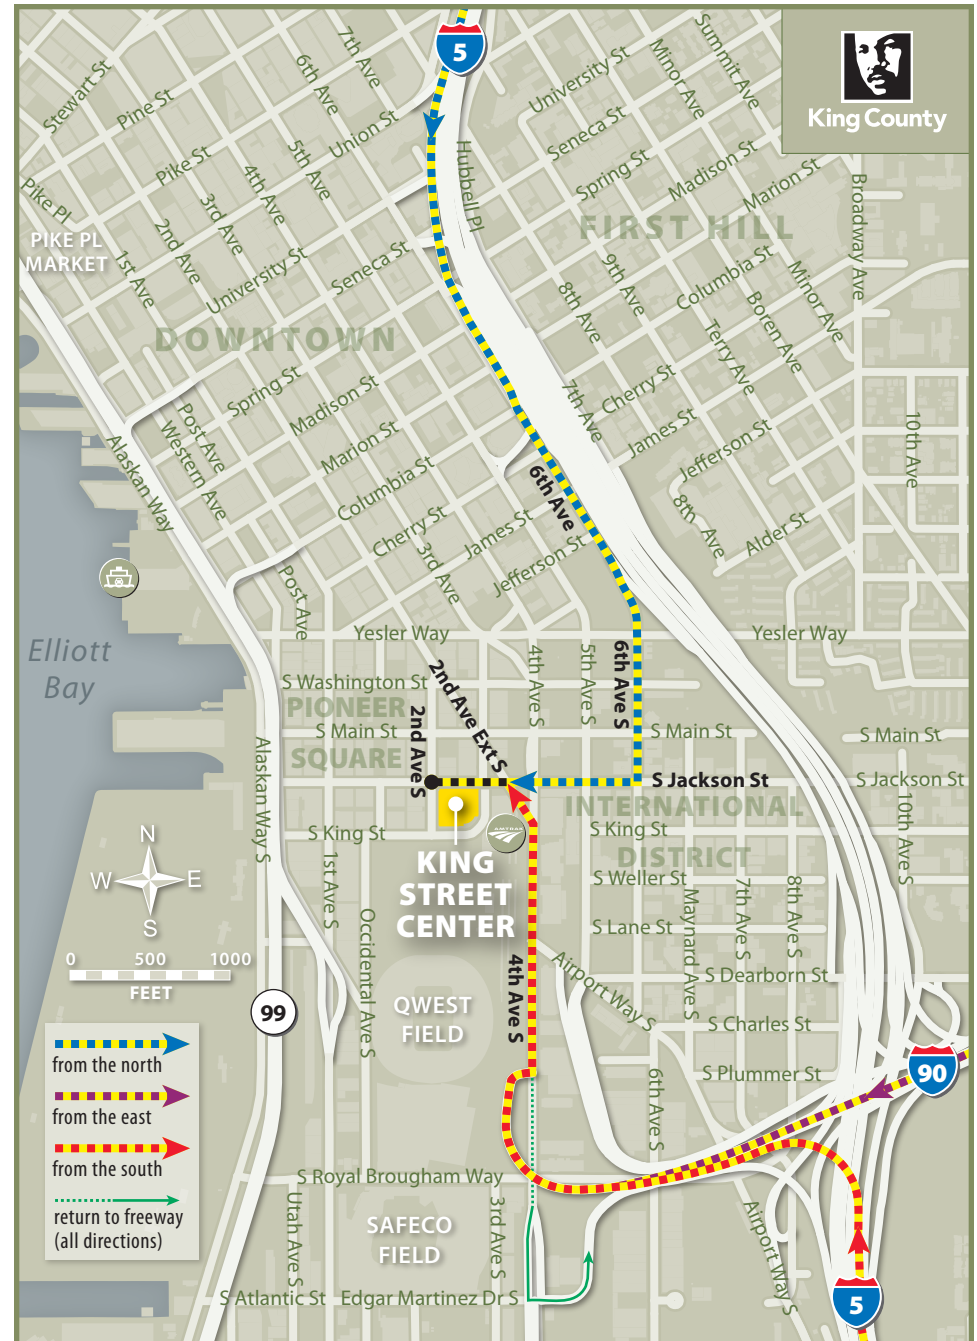 5
King County
7th Ave
6th Ave
Stewart St
Pine St
Union St
University St
Minor Ave
Summit Ave
Seneca St
Spring St
Madison St
Marion St
Hubbell Pl
Broadway Ave
Pike St
5th Ave
4th Ave
3rd Ave
2nd Ave
1st Ave
Pike Pl
PIKE PL
MARKET
FIRST HILL
University St
Seneca St
9th Ave
8th Ave
Columbia St
Minor Ave
Boren Ave
Terry Ave
DOWNTOWN
Spring St
Madison St
Marion St
Columbia St
Cherry St
James St
Jefferson St
7th Ave
Cherry St
James St
Jefferson St
10th Ave
Post Ave
Western Ave
Alaskan Way
6th Ave
8th Ave
Alder St
3rd Ave
Post Ave
Elliott
Bay
Yesler Way
Yesler Way
S Washington St
2nd Ave Ext S
4th Ave S
5th Ave S
6th Ave S
PIONEER
SQUARE
S Main St
2nd Ave S
S Main St
S Main St
S Jackson St
S Jackson St
Alaskan Way S
INTERNATIONAL
DISTRICT
S King St
AMTRAK
S King St
10th Ave S
KING
STREET
CENTER
S Weller St
1st Ave S
Occidental Ave S
Maynard Ave S
7th Ave S
8th Ave S
S Lane St
N
W
E
S
0 500 1000
FEET
4th Ave S
Airport Way S
S Dearborn St
QWEST
FIELD
99
S Charles St
S Plummer St
90
6th Ave S
from the north
from the east
from the south
return to freeway
(all directions)
S Royal Brougham Way
Utah Ave S
SAFECO
FIELD
3rd Ave S
Airport Way S
S Atlantic St
Edgar Martinez Dr S
5